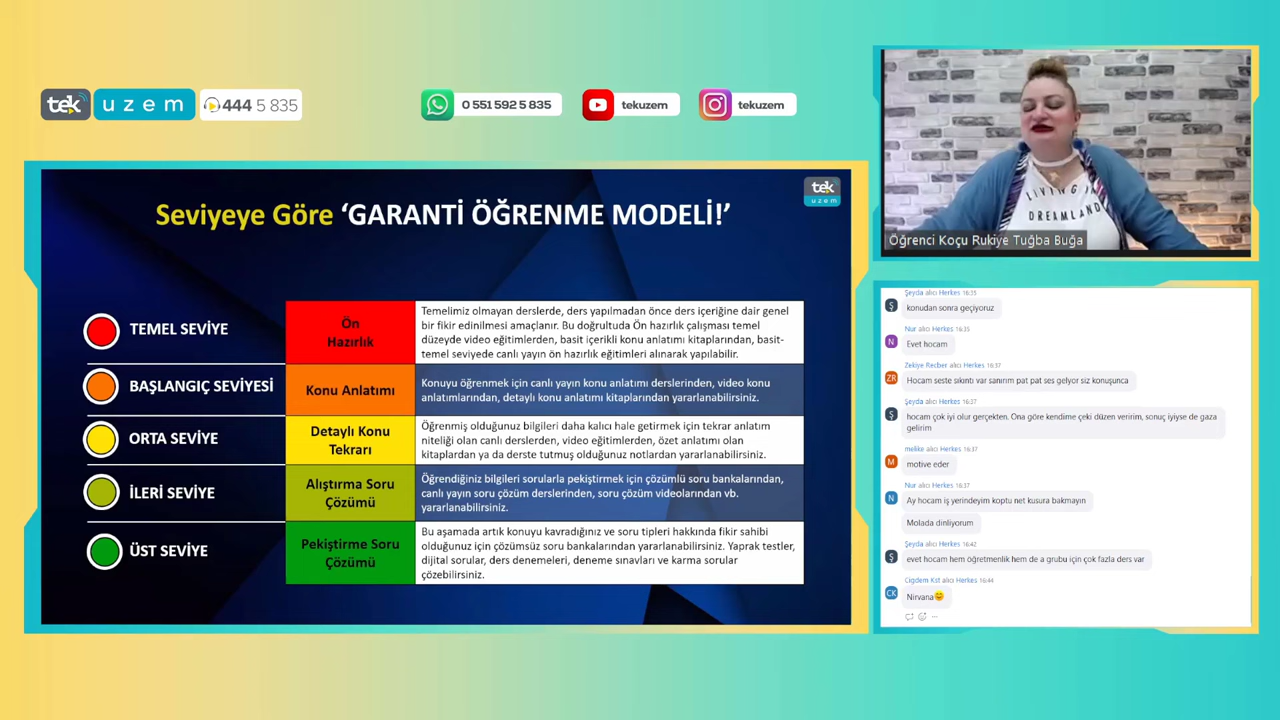 tek uzem 444 5 835
0 551 592 5 835
tekuzem
tekuzem
tek
uzem
Seviyeye Göre ‘GARANTİ ÖĞRENME MODELİ!’
TEMEL SEVİYE
Ön
Hazırlık
Temelimiz olmayan derslerde, ders yapılmadan önce ders içeriğine dair genel
bir fikir edinilmesi amaçlanır. Bu doğrultuda Ön hazırlık çalışması temel
düzeyde video eğitimlerden, basit içerikli konu anlatımı kitaplarından, basit-
temel seviyede canlı yayın ön hazırlık eğitimleri alınarak yapılabilir.
BAŞLANGIÇ SEVİYESİ
Konu Anlatımı
Konuyu öğrenmek için canlı yayın konu anlatımı derslerinden, video konu
anlatımlarından, detaylı konu anlatımı kitaplarından yararlanabilirsiniz.
ORTA SEVİYE
Detaylı Konu
Tekrarı
Öğrenmiş olduğunuz bilgileri daha kalıcı hale getirmek için tekrar anlatım
niteliği olan canlı derslerden, video eğitimlerden, özet anlatımı olan
kitaplardan ya da derste tutmuş olduğunuz notlardan yararlanabilirsiniz.
İLERİ SEVİYE
Alıştırma Soru
Çözümü
Öğrendiğiniz bilgileri sorularla pekiştirmek için çözümlü soru bankalarından,
canlı yayın soru çözüm derslerinden, soru çözüm videolarından vb.
yararlanabilirsiniz.
ÜST SEVİYE
Pekiştirme Soru
Çözümü
Bu aşamada artık konuyu kavradığınız ve soru tipleri hakkında fikir sahibi
olduğunuz için çözümsüz soru bankalarından yararlanabilirsiniz. Yaprak testler,
dijital sorular, ders denemeleri, deneme sınavları ve karma sorular
çözebilirsiniz.
LIVING I
DREAMLAND
Öğrenci Koçu Rukiye Tuğba Buğa
Şeyda alıcı Herkes 16:35
Ş
konudan sonra geçiyoruz
Nur alıcı Herkes 16:35
N
Evet hocam
Zekiye Recber alıcı Herkes 16:37
ZR
Hocam seste sıkıntı var sanırım pat pat ses gelyor siz konuşunca
Şeyda alıcı Herkes 16:37
Ş
hocam çok iyi olur gerçekten. Ona göre kendime çeki düzen veririm, sonuç iyiyse de gaza
gelirim
melike alıcı Herkes 16:37
M
motive eder
Nur alıcı Herkes 16:37
N
Ay hocam iş yerindeyim koptu net kusura bakmayın
Molada dinliyorum
Şeyda alıcı Herkes 16:42
Ş
evet hocam hem öğretmenlik hem de a grubu için çok fazla ders var
Cigdem Kst alıcı Herkes 16:44
CK
Nirvana😊